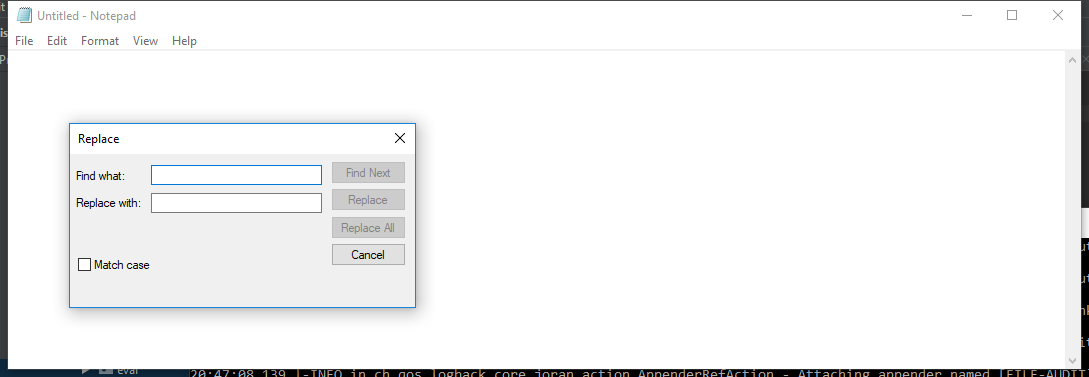 Untitled - Notepad
File Edit Format View Help
Replace
Find what:
Find Next
Replace with:
Replace
Replace All
Cancel
Match case
eval
20:47:08,139 |-INFO in ch.qos.logback.core.joran.action.AppenderRefAction - Attaching appender named [FILE-AUDIT